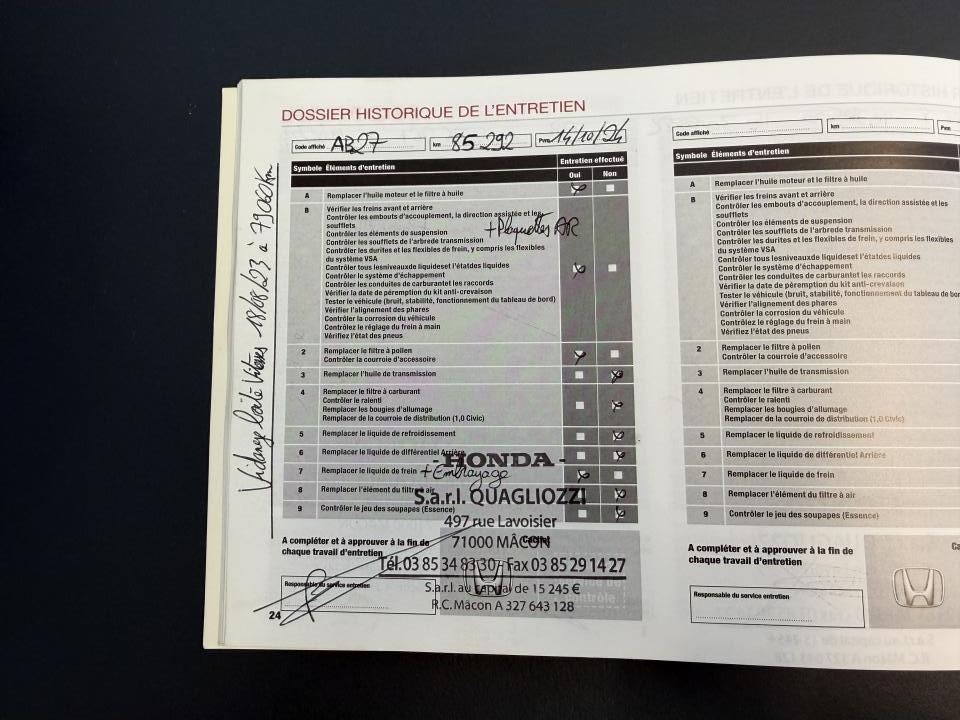 DOSSIER HISTORIQUE DE L'ENTRETIEN
Code affiché AB27 km 85 292 Prvu 14/10/24
Symbole Éléments d'entretien Entretien effectué
Oui Non
A Remplacer l'huile moteur et le filtre à huile
B Vérifier les freins avant et arrière
Contrôler les embouts d'accouplement, la direction assistée et les
soufflets
Contrôler les éléments de suspension + Plaquettes AR
Contrôler les soufflets de l'arbrede transmission
Contrôler les durites et les flexibles de frein, y compris les flexibles
du système VSA
Contrôler tous lesniveauxde liquideset l'étatdes liquides
Contrôler le système d'échappement
Contrôler les conduites de carburantet les raccords
Vérifier la date de péremption du kit anti-crevaison
Tester le véhicule (bruit, stabilité, fonctionnement du tableau de bord)
Vérifier l'alignement des phares
Contrôler la corrosion du véhicule
Contrôlez le réglage du frein à main
Vérifiez l'état des pneus
2 Remplacer le filtre à pollen
Contrôler la courroie d'accessoire
3 Remplacer l'huile de transmission
4 Remplacer le filtre à carburant
Contrôler le ralenti
Remplacer les bougies d'allumage
Remplacer de la courroie de distribution (1,0 Civic)
5 Remplacer le liquide de refroidissement
6 Remplacer le liquide de différentiel Arrière
7 Remplacer le liquide de frein + Embrayage
8 Remplacer l'élément du filtre à air
9 Contrôler le jeu des soupapes (Essence)
- HONDA -
S.a.r.l. QUAGLIOZZI
497 rue Lavoisier
71000 MÂCON
Tél. 03 85 34 83 30 - Fax 03 85 29 14 27
S.a.r.l. au capital de 15 245 €
R.C. Mâcon A 327 643 128
A compléter et à approuver à la fin de
chaque travail d'entretien
Cachet
contrôle
Responsable du service entretien
24
Vidange boîte Vitesses 18/08/23 à 79060 Km
Code affiché km
Symbole Éléments d'entretien
A Remplacer l'huile moteur et le filtre à huile
B Vérifier les freins avant et arrière
Contrôler les embouts d'accouplement, la direction assistée et les
soufflets
Contrôler les éléments de suspension
Contrôler les soufflets de l'arbrede transmission
Contrôler les durites et les flexibles de frein, y compris les flexibles
du système VSA
Contrôler tous lesniveauxde liquideset l'étatdes liquides
Contrôler le système d'échappement
Contrôler les conduites de carburantet les raccords
Vérifier la date de péremption du kit anti-crevaison
Tester le véhicule (bruit, stabilité, fonctionnement du tableau de bor
Vérifier l'alignement des phares
Contrôler la corrosion du véhicule
Contrôlez le réglage du frein à main
Vérifiez l'état des pneus
2 Remplacer le filtre à pollen
Contrôler la courroie d'accessoire
3 Remplacer l'huile de transmission
4 Remplacer le filtre à carburant
Contrôler le ralenti
Remplacer les bougies d'allumage
Remplacer de la courroie de distribution (1,0 Civic)
5 Remplacer le liquide de refroidissement
6 Remplacer le liquide de différentiel Arrière
7 Remplacer le liquide de frein
8 Remplacer l'élément du filtre à air
9 Contrôler le jeu des soupapes (Essence)
A compléter et à approuver à la fin de
chaque travail d'entretien
Ca
Responsable du service entretien